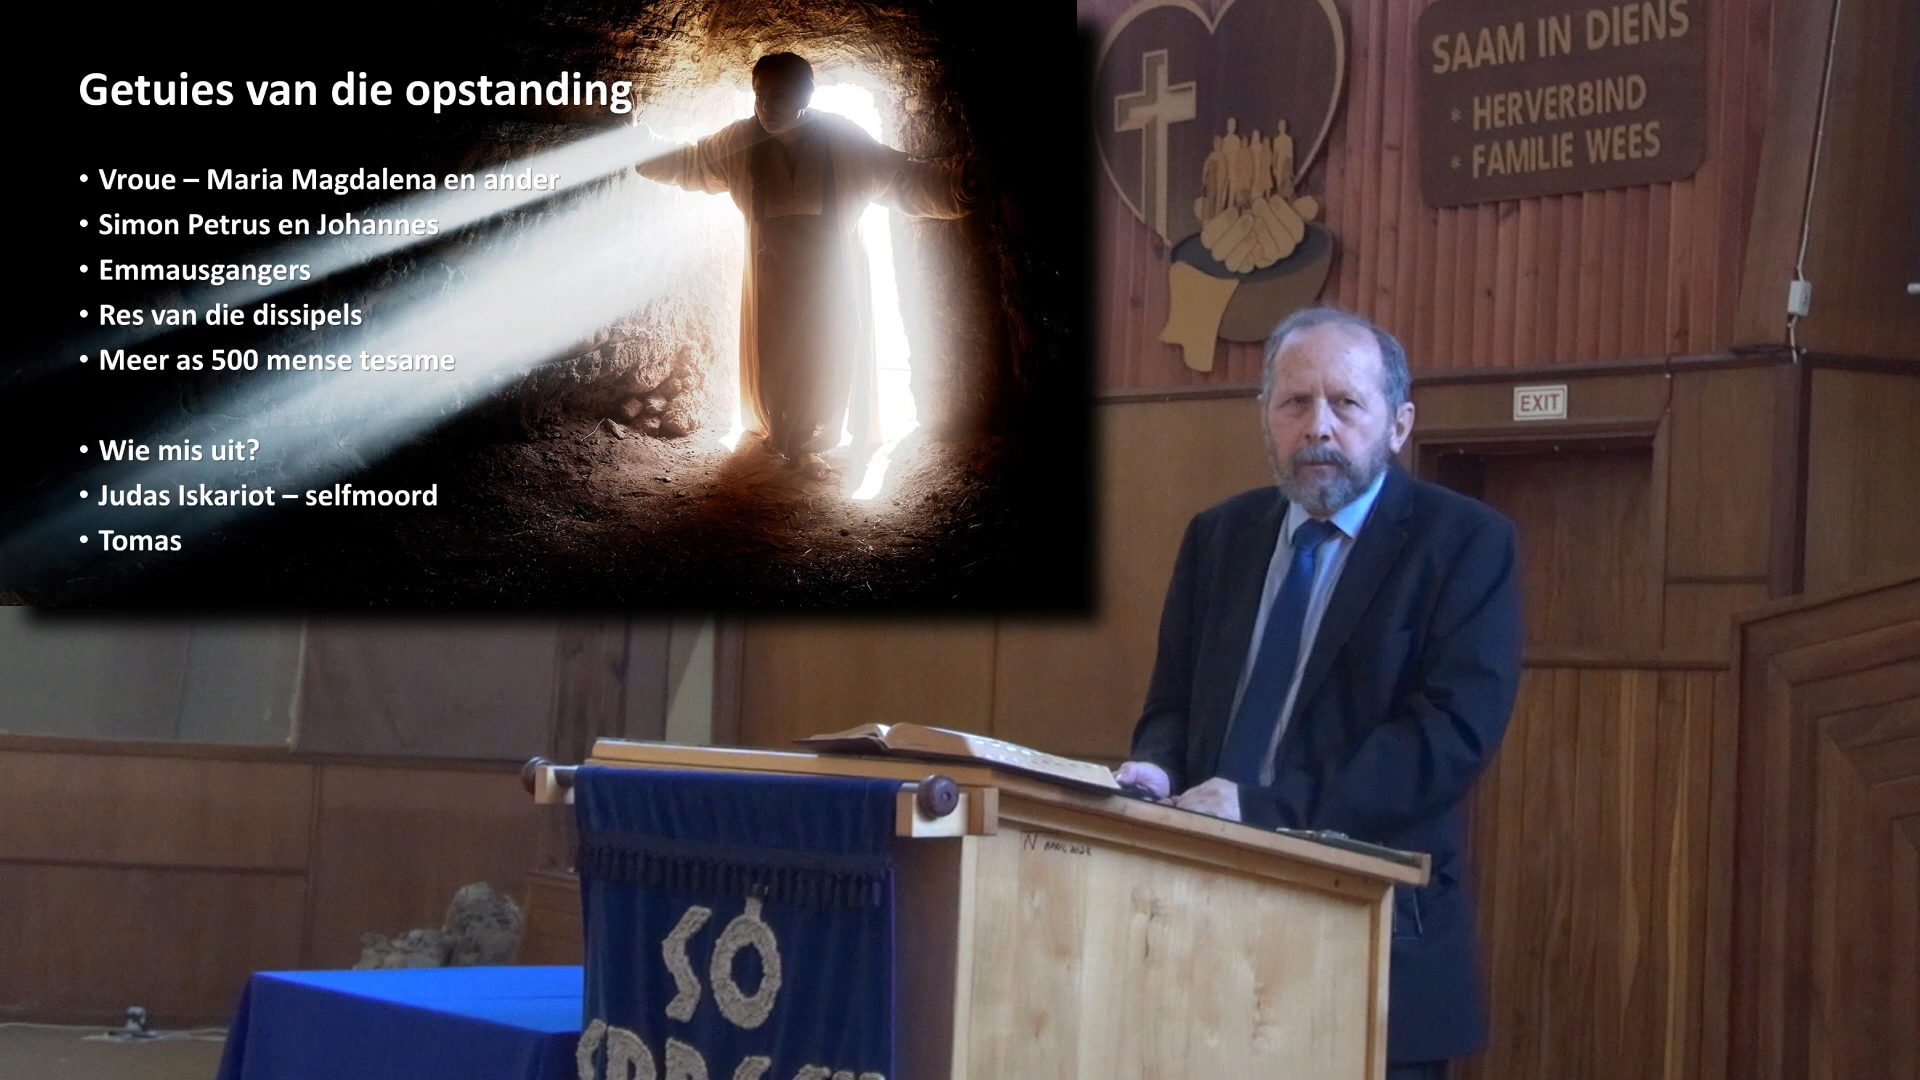 Getuies van die opstanding
• Vroue – Maria Magdalena en ander
• Simon Petrus en Johannes
• Emmausgangers
• Res van die dissipels
• Meer as 500 mense tesame
• Wie mis uit?
• Judas Iskariot – selfmoord
• Tomas
SAAM IN DIENS
* HERVERBIND
* FAMILIE WEES
EXIT
SÓ